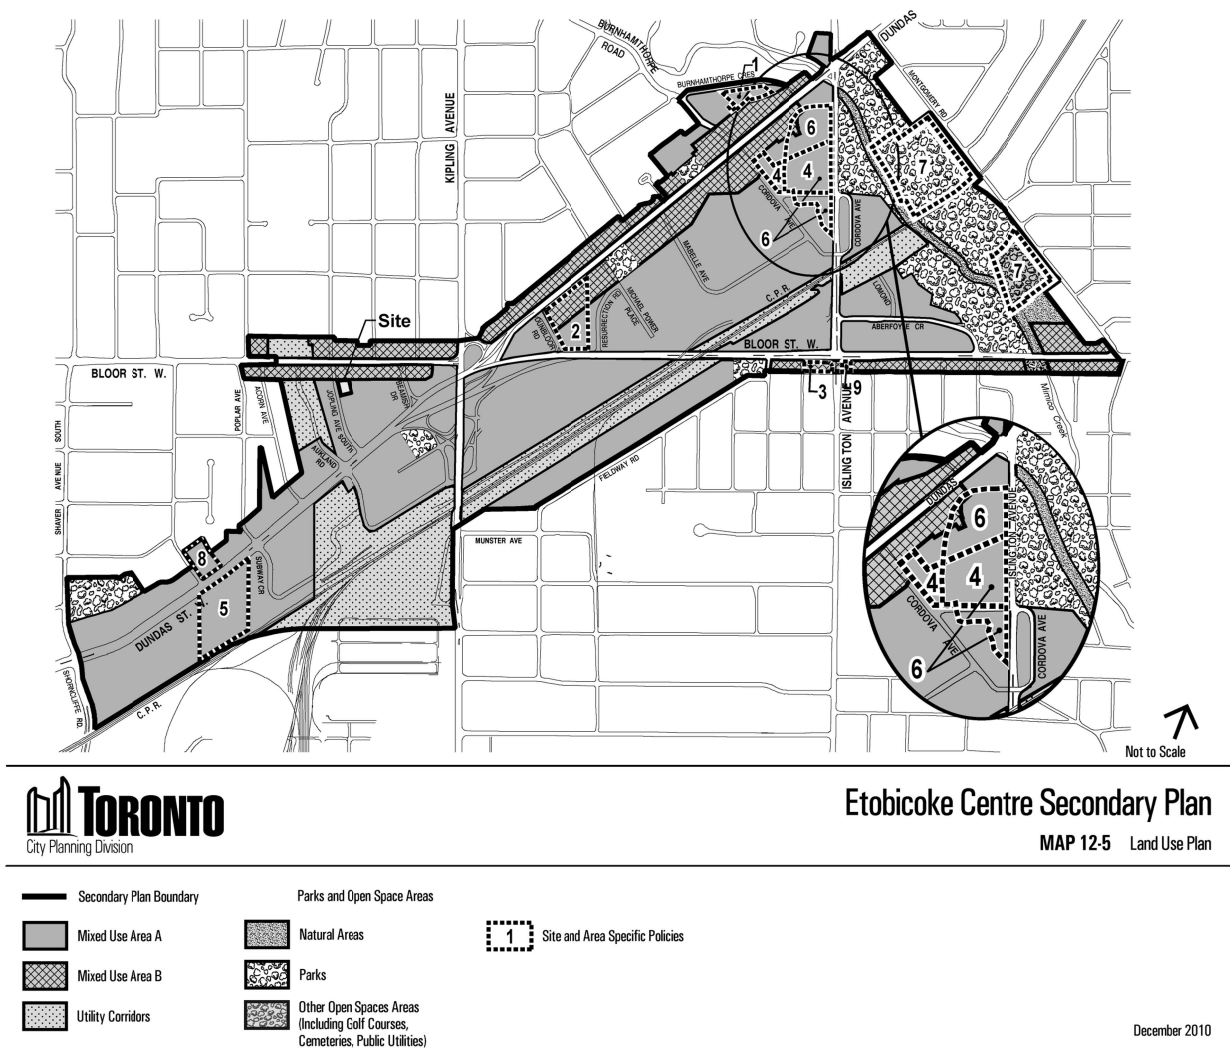 DUNDAS
BURNHAMTHORPE
ROAD
MONTGOMERY RD
BURNHAMTHORPE CRES
1
KIPLING AVENUE
6
7
4
4
CORDOVA AVE
CORDOVA AVE
6
MABELLE AVE
7
C.P.R.
LOMOND
MICHAEL POWER
PLACE
RESURRECTION RD
DUNBLOOR
RD
2
Site
ABERFOYLE CR
BLOOR ST. W.
BLOOR ST. W.
3
9
ISLINGTON AVENUE
Mimico Creek
POPLAR AVE
ACORN AVE
JOPLING AVE SOUTH
BEAMISH
DR
AUKLAND
RD
FIELDWAY RD
SHAVER AVENUE SOUTH
MUNSTER AVE
8
SUBWAY CR
5
DUNDAS ST. W.
SHORNCLIFFE RD.
C.P.R.
DUNDAS
6
ISLINGTON AVENUE
4
4
CORDOVA AVE
CORDOVA AVE
6
Not to Scale
TORONTO
City Planning Division
Etobicoke Centre Secondary Plan
MAP 12-5 Land Use Plan
Secondary Plan Boundary
Mixed Use Area A
Mixed Use Area B
Utility Corridors
Parks and Open Space Areas
Natural Areas
Parks
Other Open Spaces Areas
(Including Golf Courses,
Cemeteries, Public Utilities)
1 Site and Area Specific Policies
December 2010